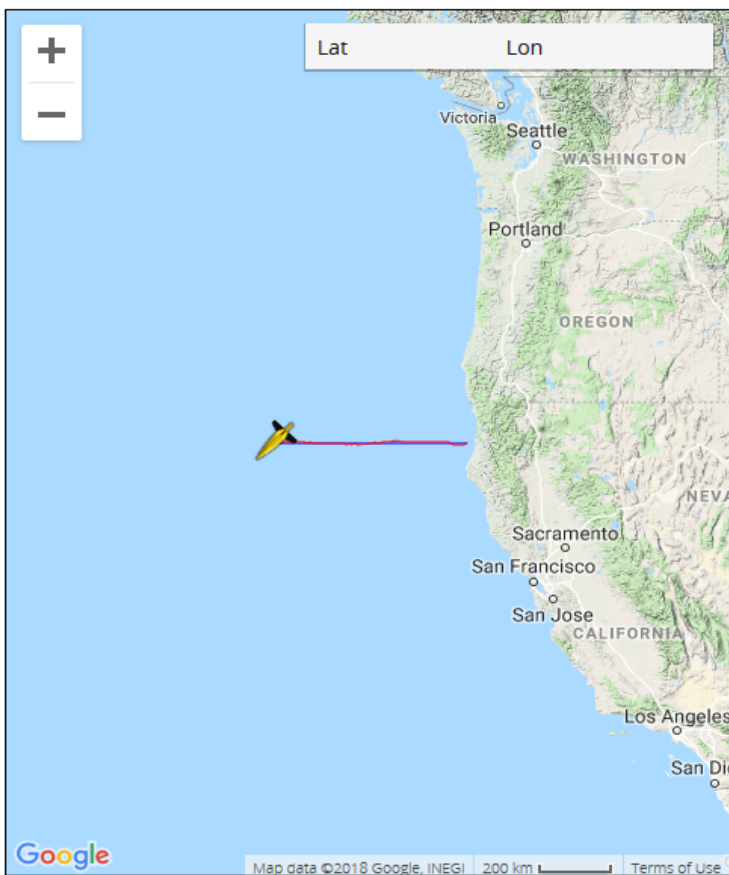 +
Lat Lon
−
Victoria
Seattle
WASHINGTON
Portland
OREGON
NEVA
Sacramento
San Francisco
San Jose
CALIFORNIA
Los Angeles
San Di
Google
Map data ©2018 Google, INEGI 200 km Terms of Use